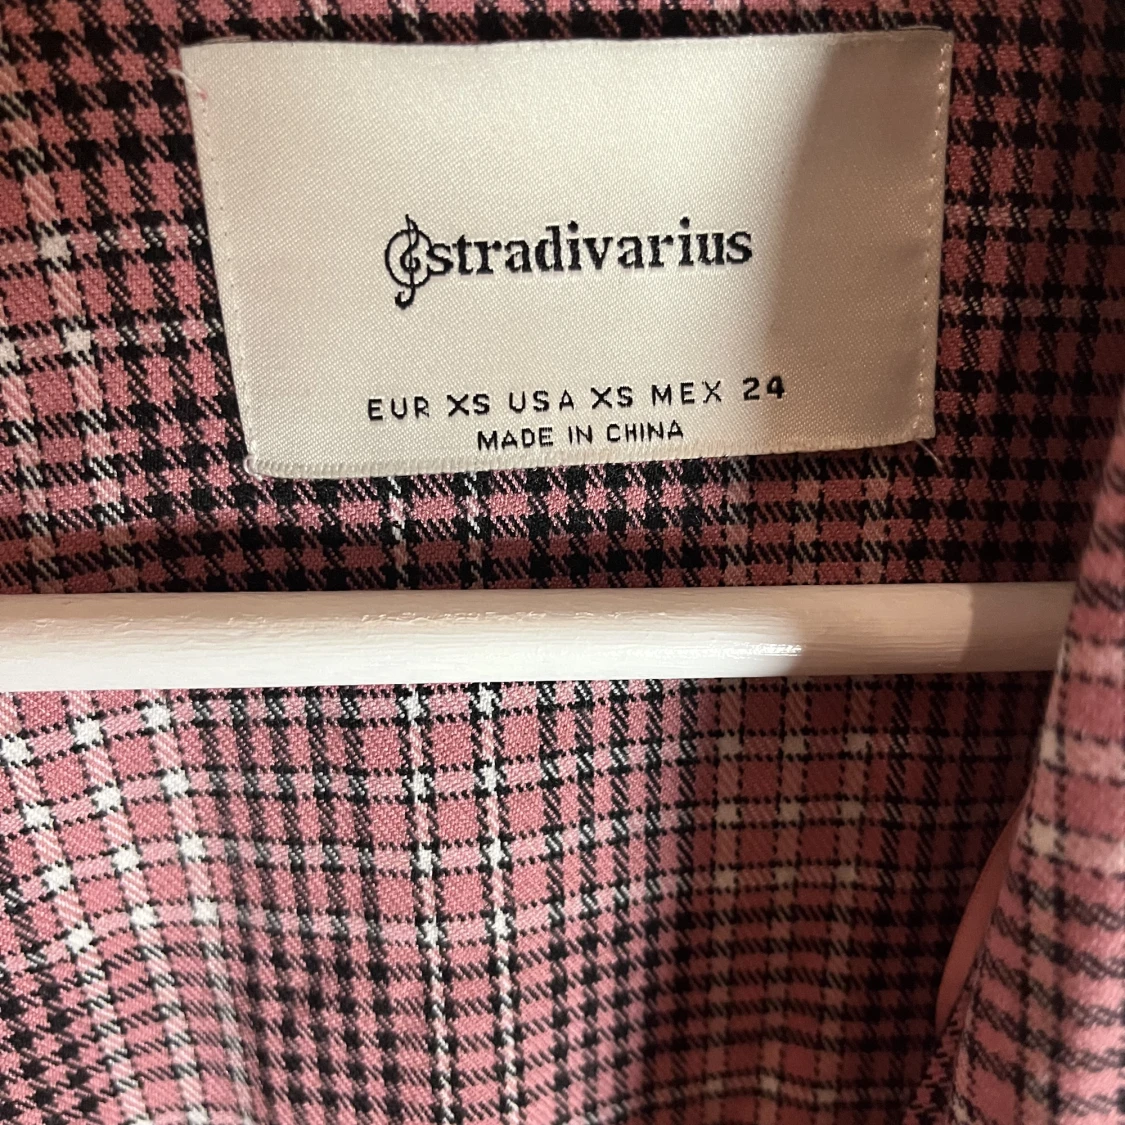 stradivarius
EUR XS USA XS MEX 24
MADE IN CHINA